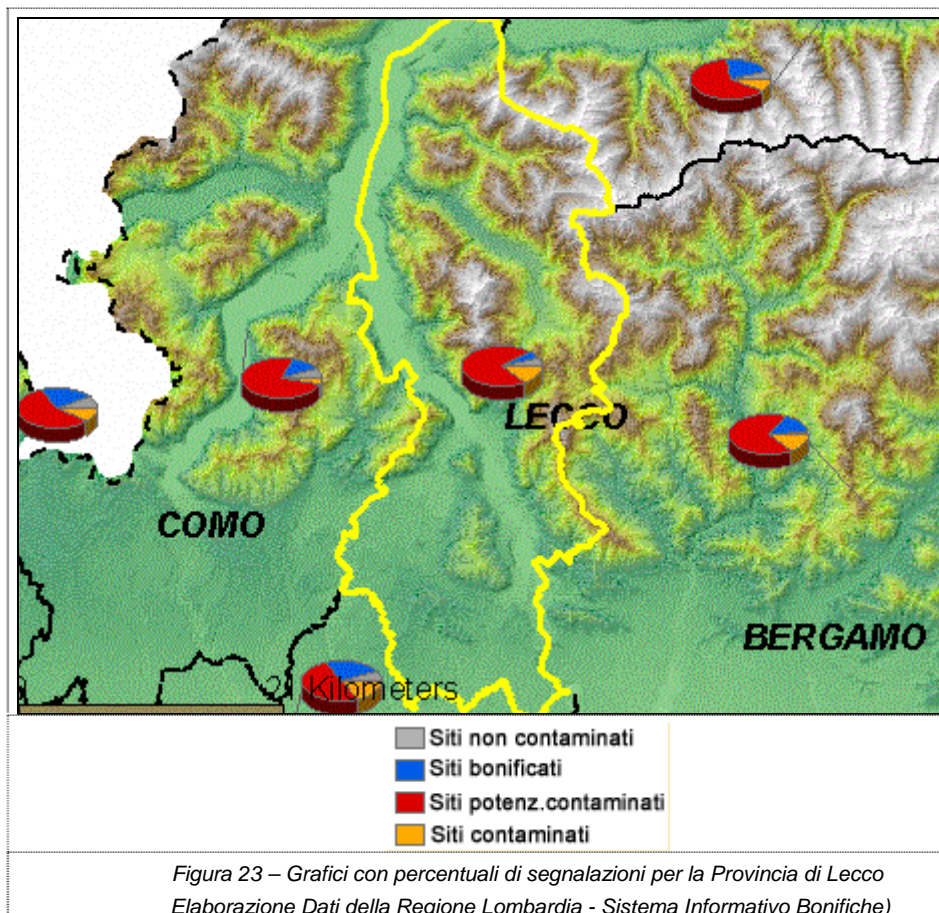 LECCO
COMO
BERGAMO
Kilometers
Siti non contaminati
Siti bonificati
Siti potenz.contaminati
Siti contaminati
Figura 23 – Grafici con percentuali di segnalazioni per la Provincia di Lecco
Elaborazione Dati della Regione Lombardia - Sistema Informativo Bonifiche)